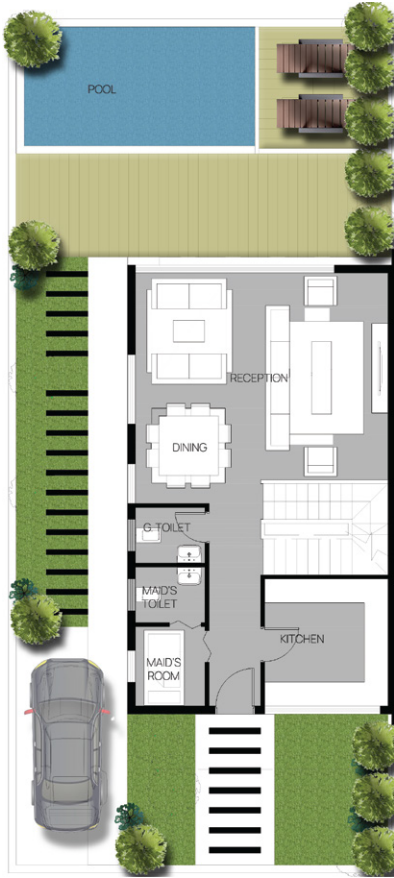 POOL
RECEPTION
DINING
G. TOILET
MAID'S
TOILET
KITCHEN
MAID'S
ROOM